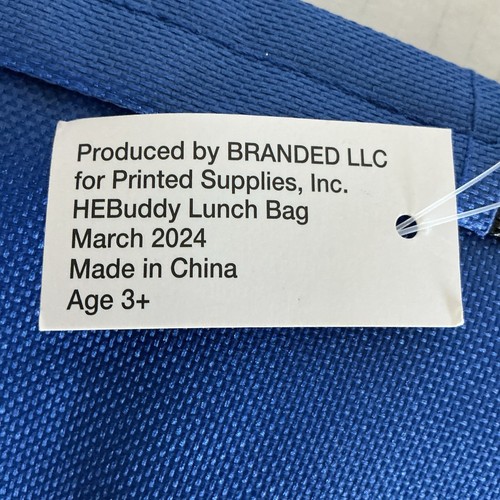 Produced by BRANDED LLC
for Printed Supplies, Inc.
HEBuddy Lunch Bag
March 2024
Made in China
Age 3+